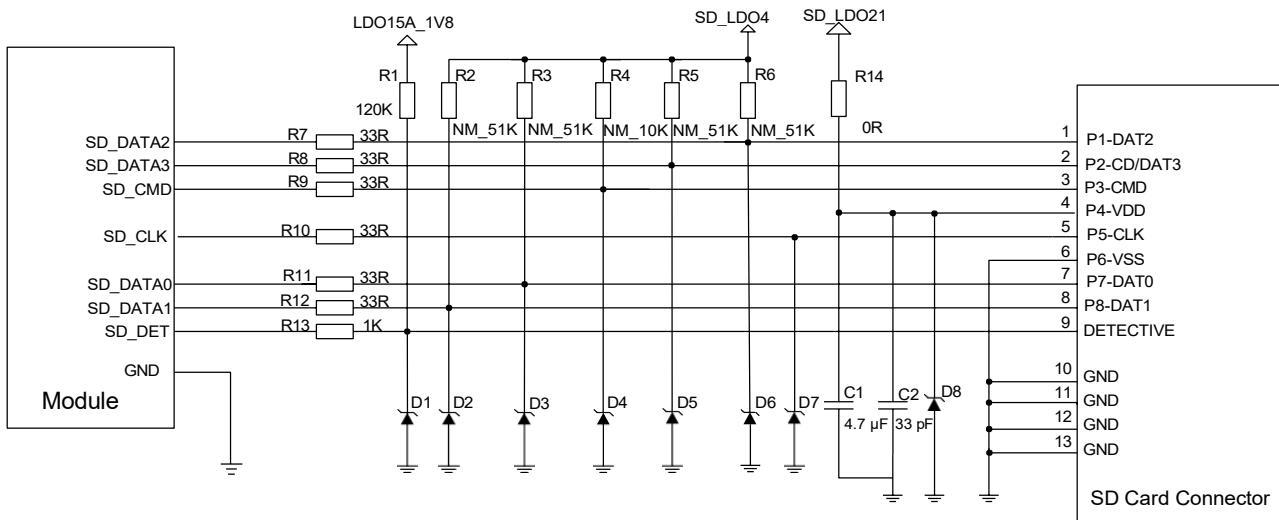 LDO15A_1V8
SD_LDO4
SD_LDO21
R1
R2
R3
R4
R5
R6
R14
120K
NM_51K
NM_51K
NM_10K
NM_51K
NM_51K
0R
SD_DATA2
R7
33R
1
P1-DAT2
SD_DATA3
R8
33R
2
P2-CD/DAT3
SD_CMD
R9
33R
3
P3-CMD
4
P4-VDD
SD_CLK
R10
33R
5
P5-CLK
6
P6-VSS
SD_DATA0
R11
33R
7
P7-DAT0
SD_DATA1
R12
33R
8
P8-DAT1
SD_DET
R13
1K
9
DETECTIVE
GND
10
GND
11
GND
12
GND
13
GND
Module
D1
D2
D3
D4
D5
D6
D7
C1
4.7 µF
C2
33 pF
D8
SD Card Connector